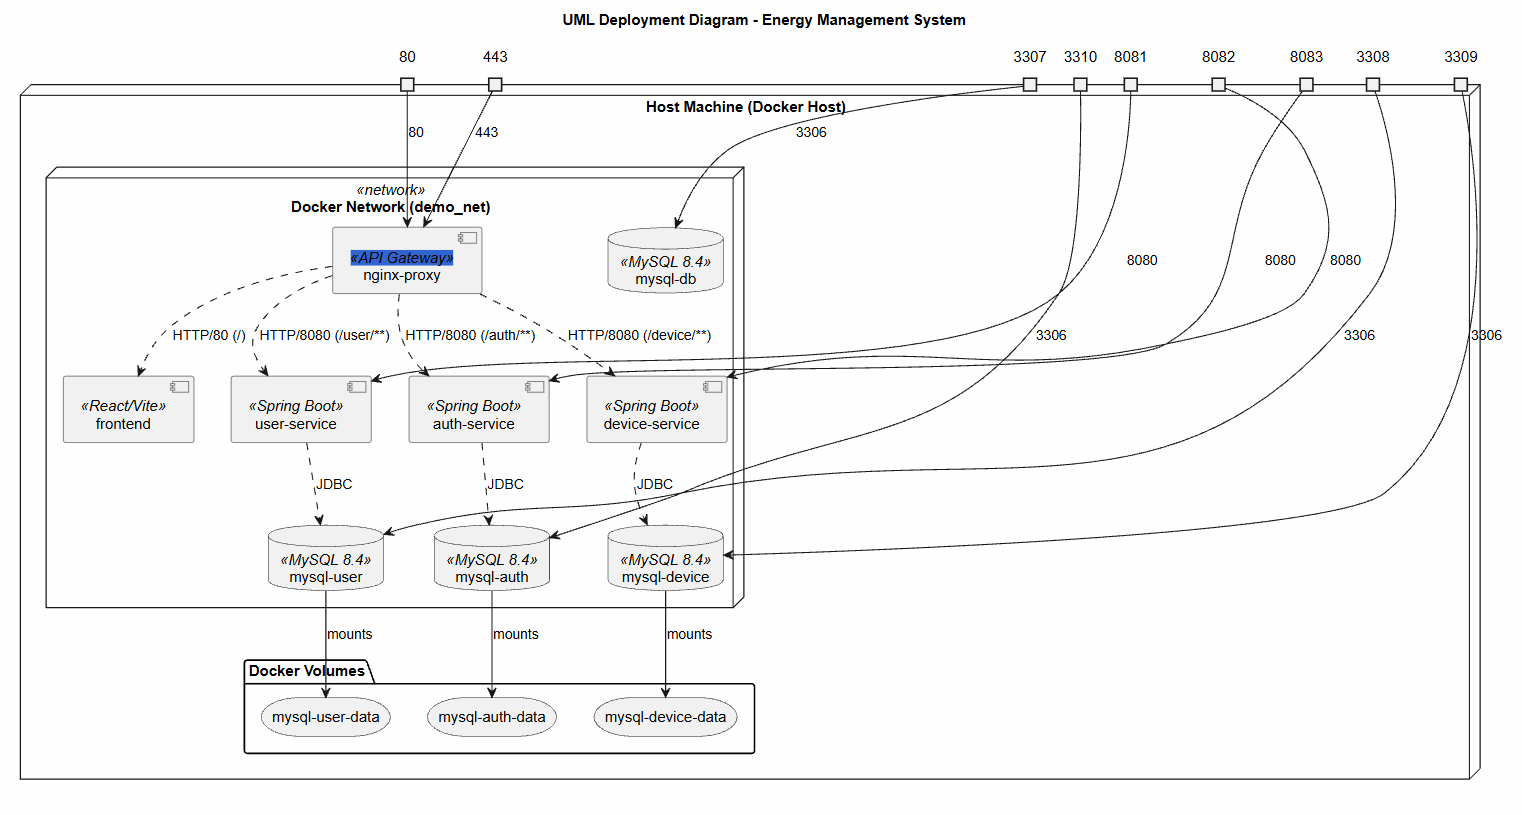 UML Deployment Diagram - Energy Management System
80
443
3307
3310
8081
8082
8083
3308
3309
Host Machine (Docker Host)
80
443
3306
«network»
Docker Network (demo_net)
«API Gateway»
nginx-proxy
«MySQL 8.4»
mysql-db
8080
8080
8080
HTTP/80 (/)
HTTP/8080 (/user/**)
HTTP/8080 (/auth/**)
HTTP/8080 (/device/**)
3306
3306
3306
«React/Vite»
frontend
«Spring Boot»
user-service
«Spring Boot»
auth-service
«Spring Boot»
device-service
JDBC
JDBC
JDBC
«MySQL 8.4»
mysql-user
«MySQL 8.4»
mysql-auth
«MySQL 8.4»
mysql-device
mounts
mounts
mounts
Docker Volumes
mysql-user-data
mysql-auth-data
mysql-device-data